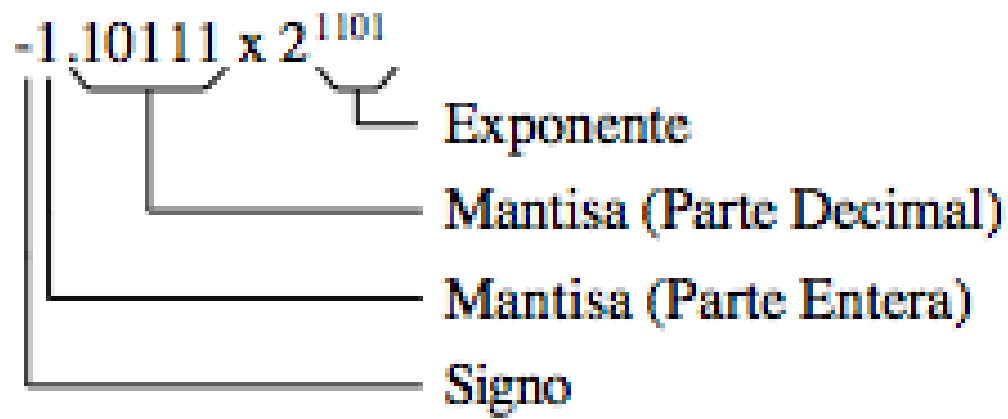 -1.10111 x 2^1101
Exponente
Mantisa (Parte Decimal)
Mantisa (Parte Entera)
Signo